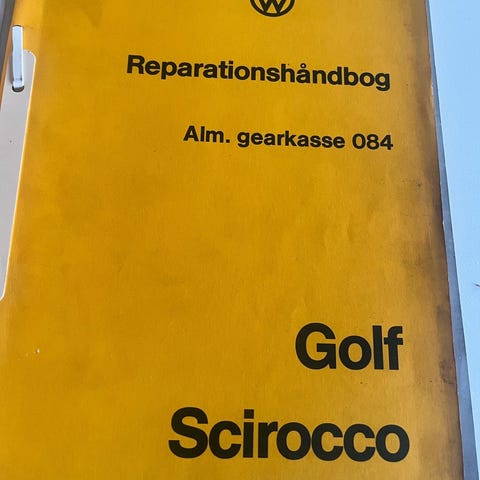 Reparationshåndbog
Alm. gearkasse 084
Golf
Scirocco